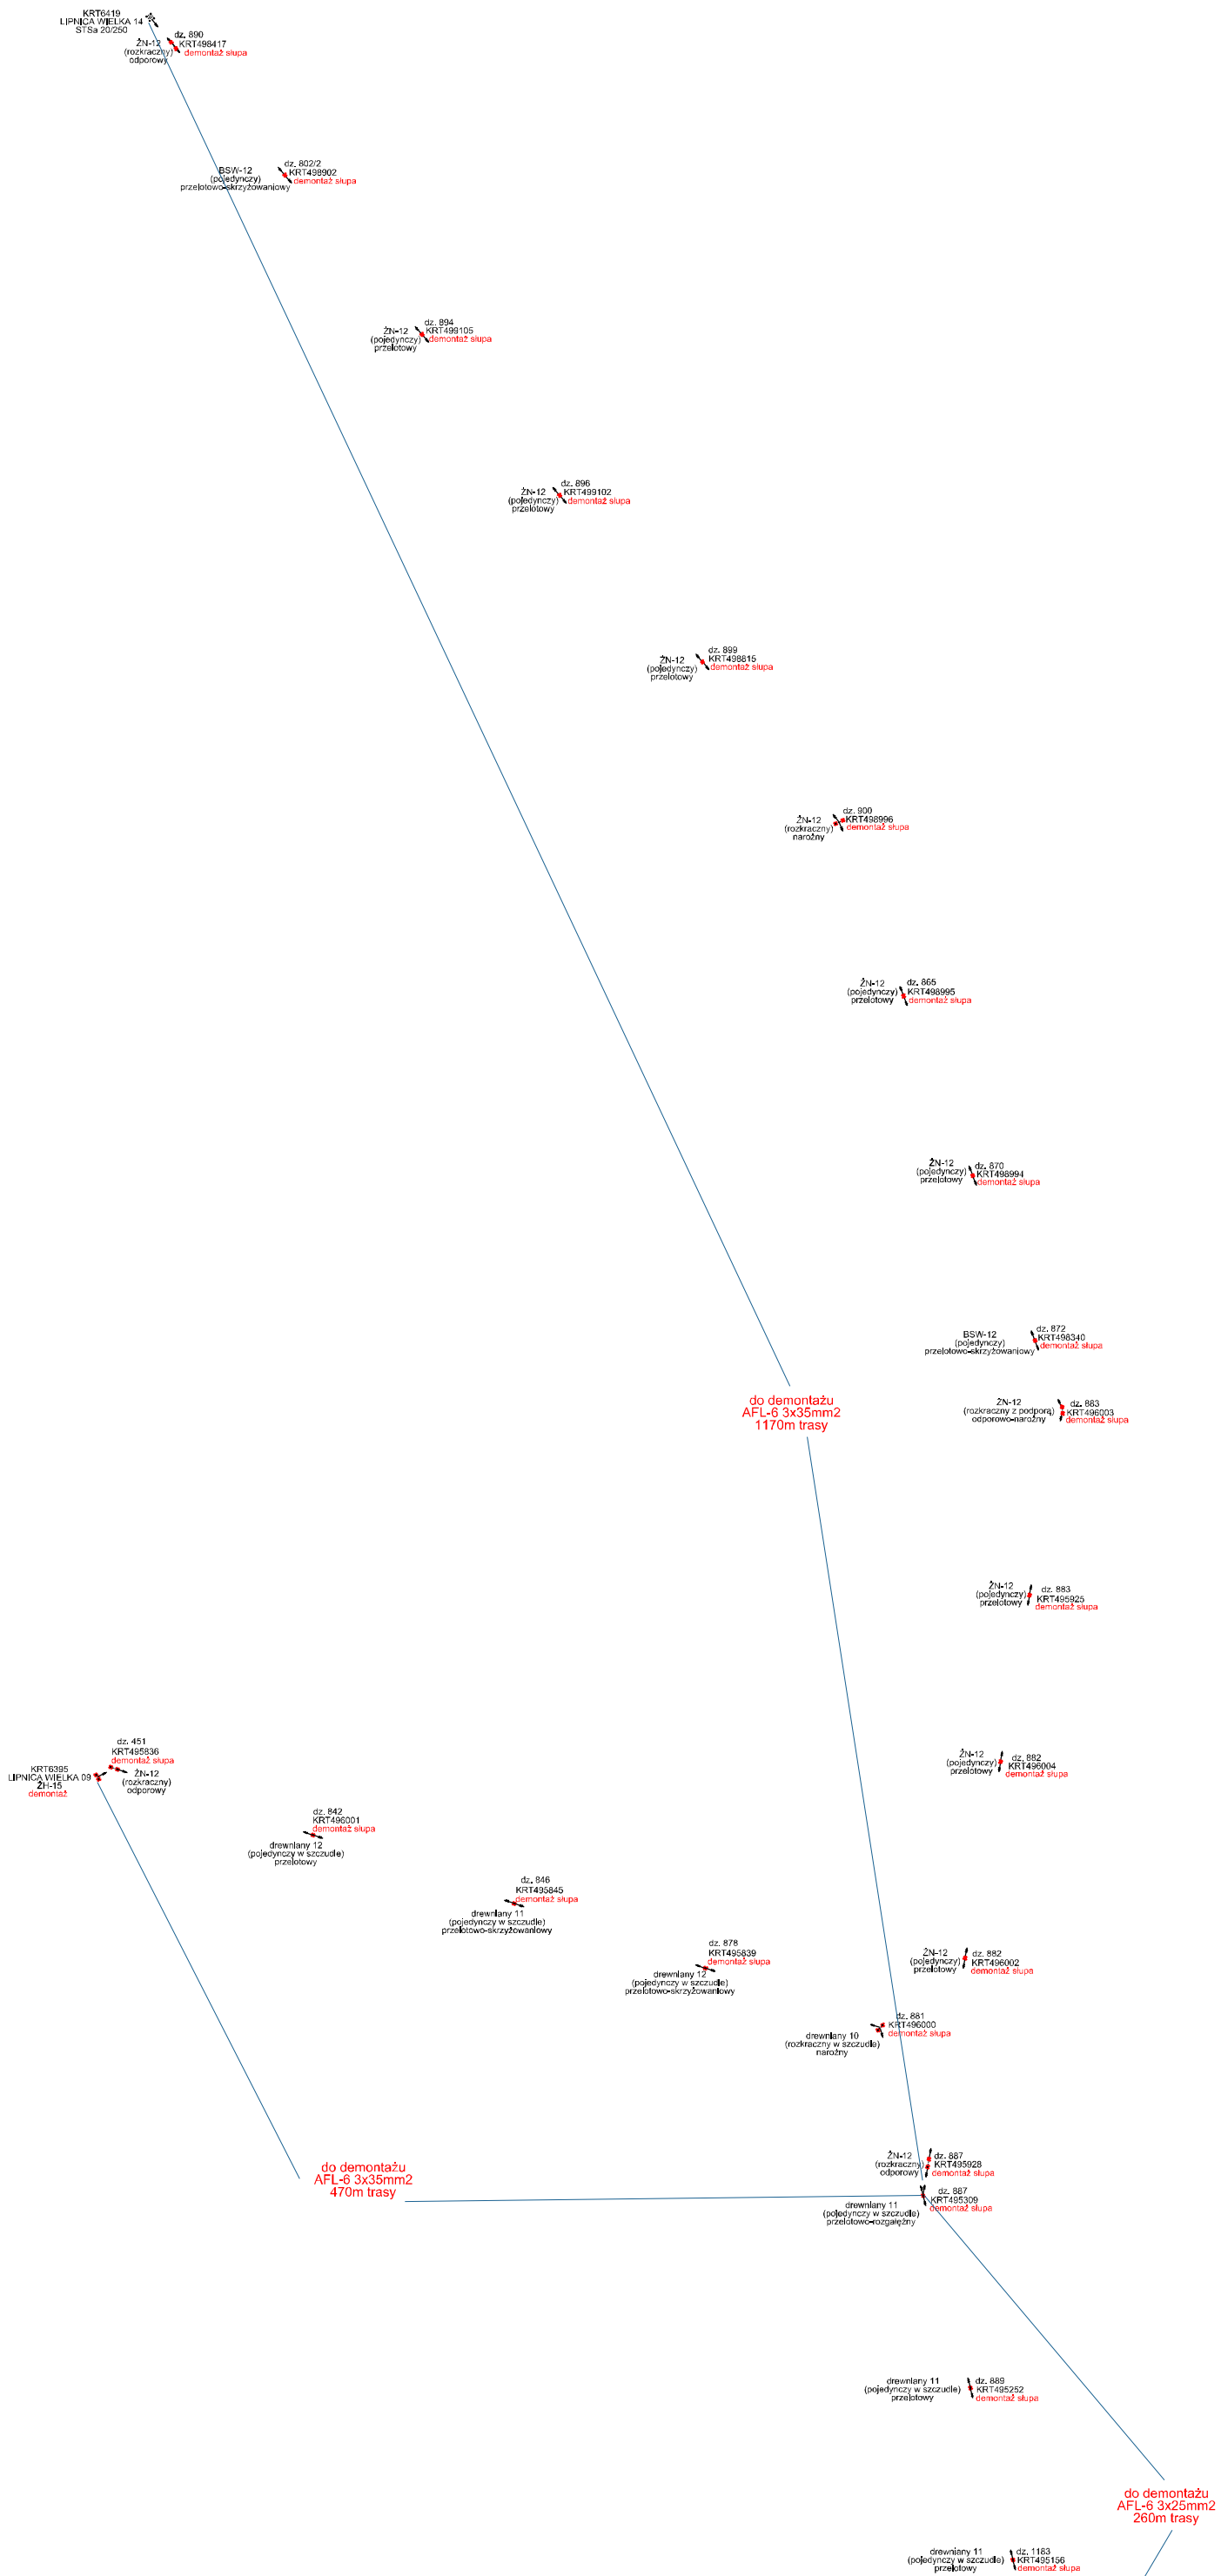 KRT6419
LIPNICA WIELKA 14
STSa 20/250
dz. 890
KRT498417
demontaż słupa
ŻN-12
(rozkraczny)
odporowy
dz. 802/2
KRT498902
demontaż słupa
BSW-12
(pojedynczy)
przelotowo-skrzyżowaniowy
dz. 894
KRT499105
demontaż słupa
ŻN-12
(pojedynczy)
przelotowy
dz. 896
KRT499102
demontaż słupa
ŻN-12
(pojedynczy)
przelotowy
dz. 899
KRT498815
demontaż słupa
ŻN-12
(pojedynczy)
przelotowy
dz. 900
KRT498996
demontaż słupa
ŻN-12
(rozkraczny)
narożny
dz. 865
KRT498995
demontaż słupa
ŻN-12
(pojedynczy)
przelotowy
dz. 870
KRT498994
demontaż słupa
ŻN-12
(pojedynczy)
przelotowy
dz. 872
KRT498340
demontaż słupa
BSW-12
(pojedynczy)
przelotowo-skrzyżowaniowy
do demontażu
AFL-6 3x35mm2
1170m trasy
ŻN-12
(rozkraczny z podporą)
odporowo-narożny
dz. 883
KRT496003
demontaż słupa
ŻN-12
(pojedynczy)
przelotowy
dz. 883
KRT495925
demontaż słupa
dz. 451
KRT495836
demontaż słupa
KRT6395
LIPNICA WIELKA 09
ŻH-15
demontaż
ŻN-12
(rozkraczny)
odporowy
ŻN-12
(pojedynczy)
przelotowy
dz. 882
KRT496004
demontaż słupa
dz. 842
KRT496001
demontaż słupa
drewniany 12
(pojedynczy w szczudle)
przelotowy
dz. 846
KRT495845
demontaż słupa
drewniany 11
(pojedynczy w szczudle)
przelotowo-skrzyżowaniowy
dz. 878
KRT495839
demontaż słupa
drewniany 12
(pojedynczy w szczudle)
przelotowo-skrzyżowaniowy
ŻN-12
(pojedynczy)
przelotowy
dz. 882
KRT496002
demontaż słupa
dz. 881
KRT496000
demontaż słupa
drewniany 10
(rozkraczny w szczudle)
narożny
do demontażu
AFL-6 3x35mm2
470m trasy
ŻN-12
(rozkraczny)
odporowy
dz. 887
KRT495928
demontaż słupa
dz. 887
KRT495309
demontaż słupa
drewniany 11
(pojedynczy w szczudle)
przelotowo-rozgałęźny
drewniany 11
(pojedynczy w szczudle)
przelotowy
dz. 889
KRT495252
demontaż słupa
do demontażu
AFL-6 3x25mm2
260m trasy
drewniany 11
(pojedynczy w szczudle)
przelotowy
dz. 1183
KRT495156
demontaż słupa